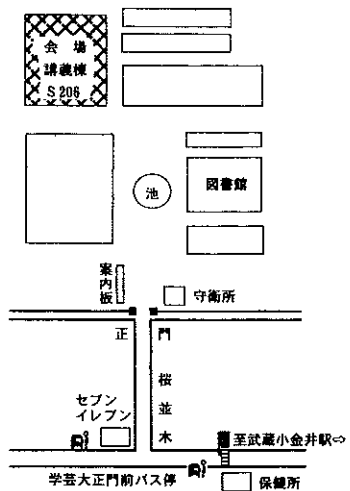 会場
講義棟
S206
池
図書館
案内板
守衛所
正門
桜並木
セブン
イレブン
至武蔵小金井駅⇨
学芸大正門前バス停
保健所